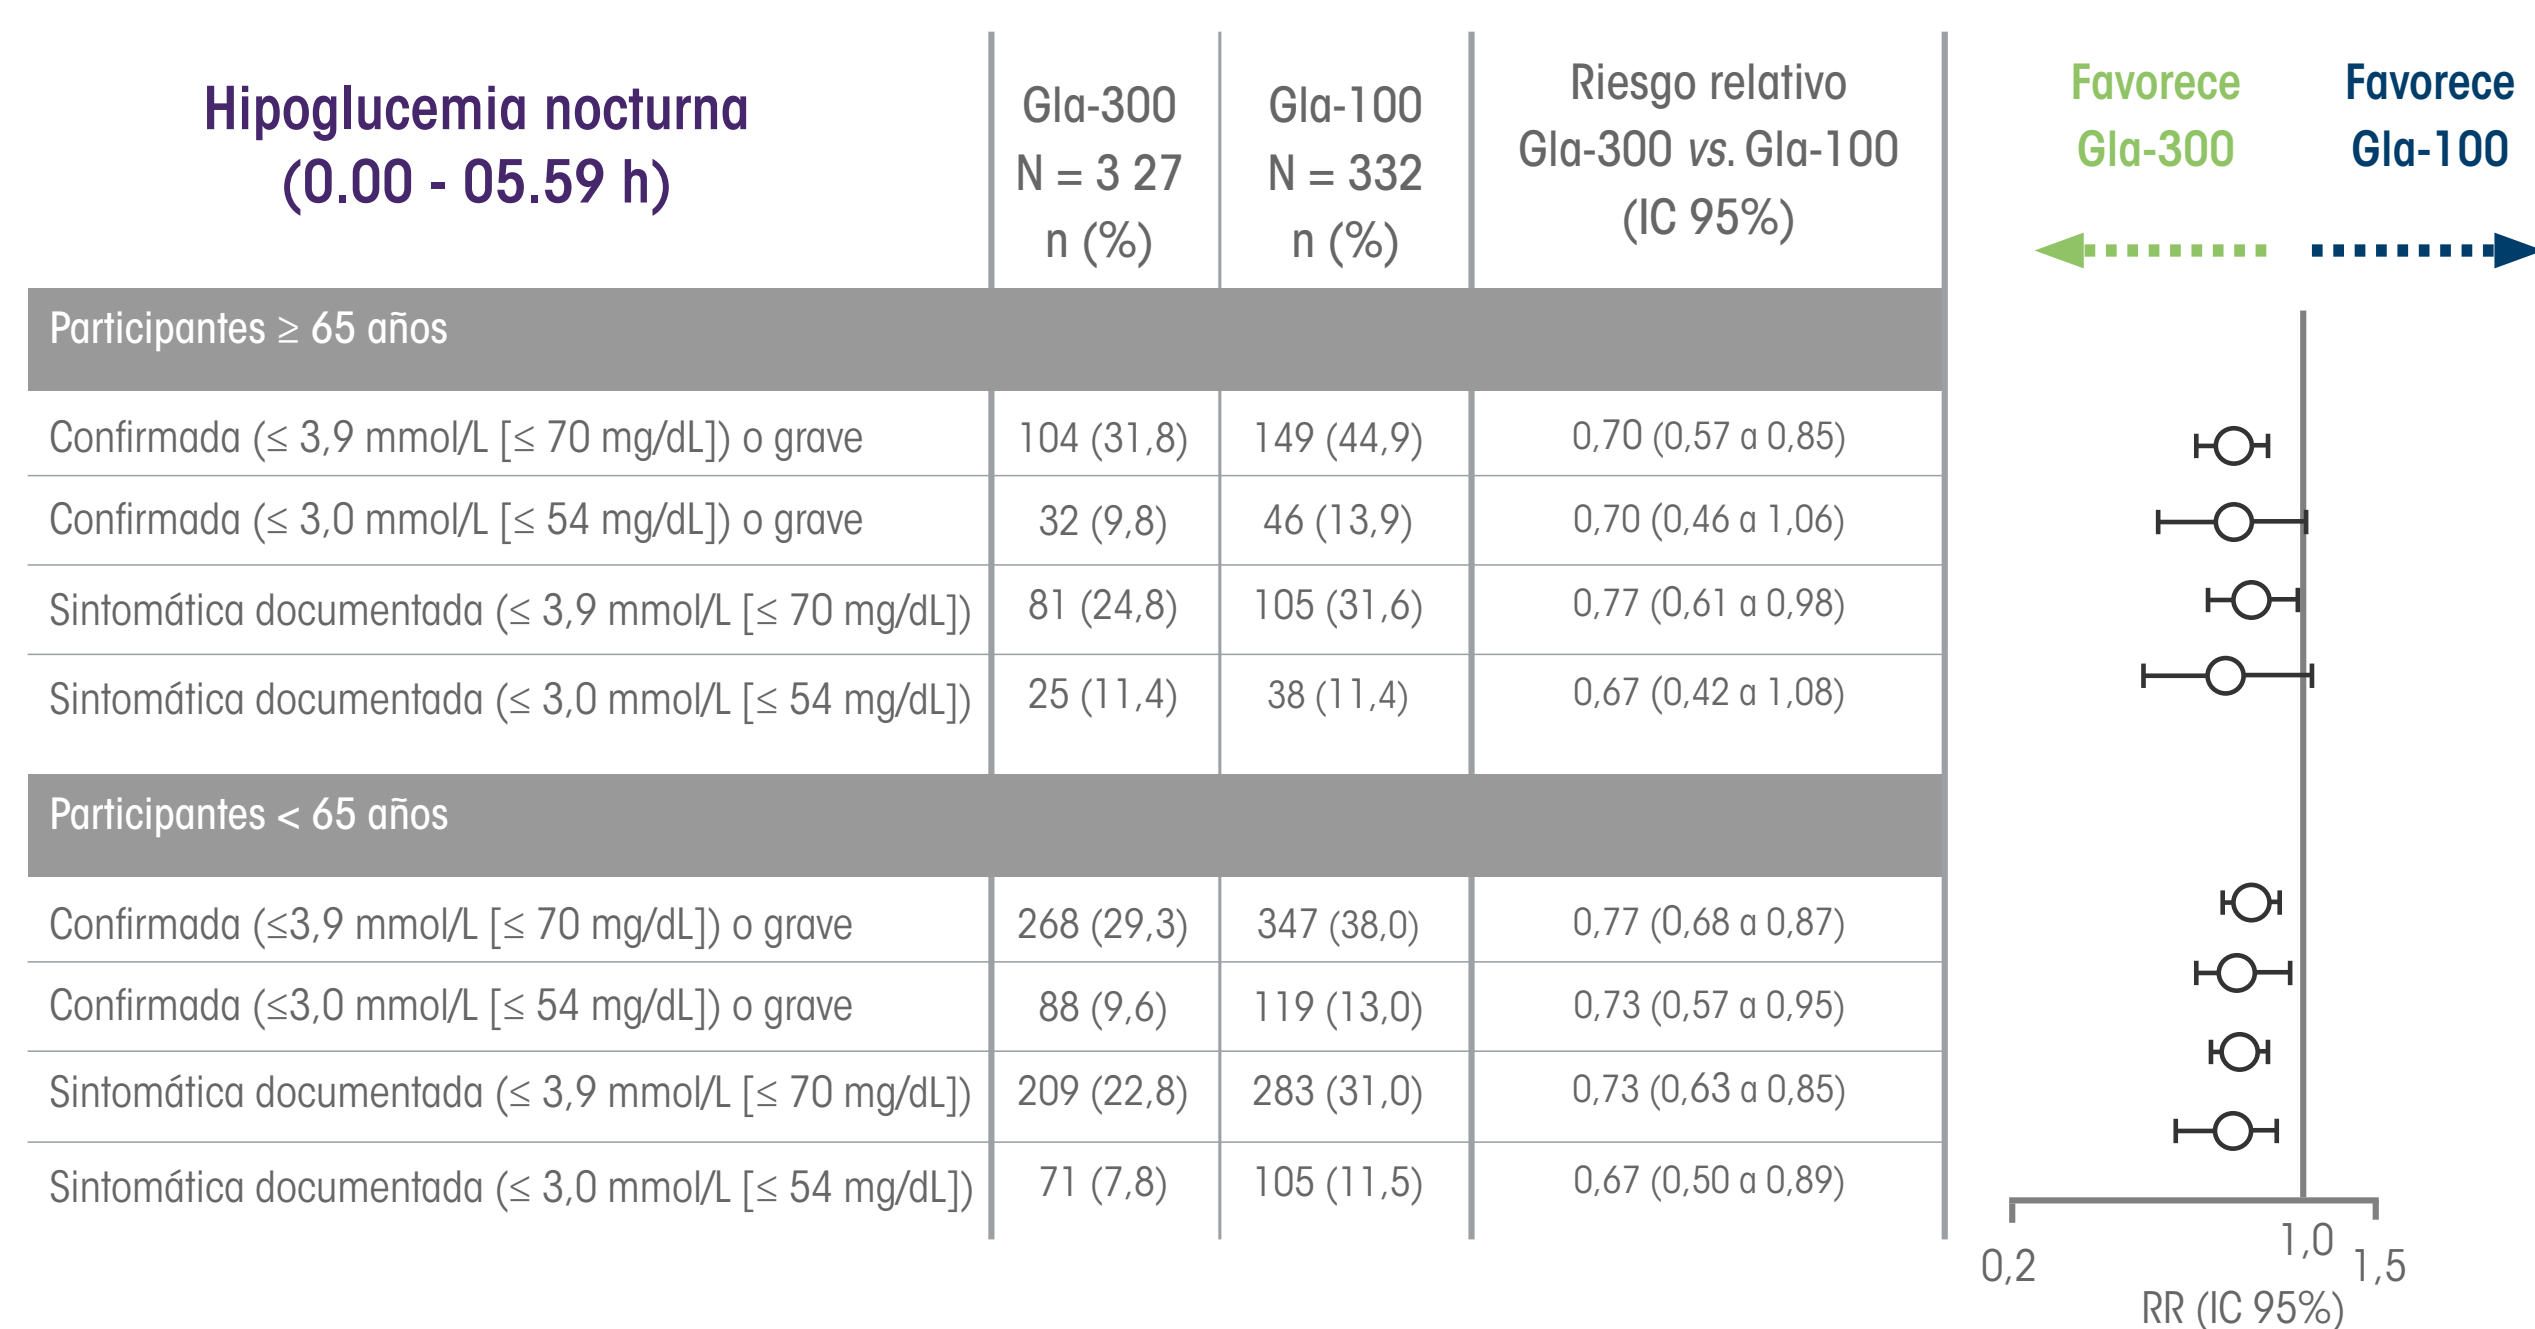 Hipoglucemia nocturna
(0.00 - 05.59 h)
Gla-300
N = 3 27
n (%)
Gla-100
N = 332
n (%)
Riesgo relativo
Gla-300 vs. Gla-100
(IC 95%)
Favorece
Gla-300
Favorece
Gla-100
Participantes ≥ 65 años
Confirmada (≤ 3,9 mmol/L [≤ 70 mg/dL]) o grave 104 (31,8) 149 (44,9) 0,70 (0,57 a 0,85)
Confirmada (≤ 3,0 mmol/L [≤ 54 mg/dL]) o grave 32 (9,8) 46 (13,9) 0,70 (0,46 a 1,06)
Sintomática documentada (≤ 3,9 mmol/L [≤ 70 mg/dL]) 81 (24,8) 105 (31,6) 0,77 (0,61 a 0,98)
Sintomática documentada (≤ 3,0 mmol/L [≤ 54 mg/dL]) 25 (11,4) 38 (11,4) 0,67 (0,42 a 1,08)
Participantes < 65 años
Confirmada (≤3,9 mmol/L [≤ 70 mg/dL]) o grave 268 (29,3) 347 (38,0) 0,77 (0,68 a 0,87)
Confirmada (≤3,0 mmol/L [≤ 54 mg/dL]) o grave 88 (9,6) 119 (13,0) 0,73 (0,57 a 0,95)
Sintomática documentada (≤ 3,9 mmol/L [≤ 70 mg/dL]) 209 (22,8) 283 (31,0) 0,73 (0,63 a 0,85)
Sintomática documentada (≤ 3,0 mmol/L [≤ 54 mg/dL]) 71 (7,8) 105 (11,5) 0,67 (0,50 a 0,89)
0,2 1,0 1,5
RR (IC 95%)